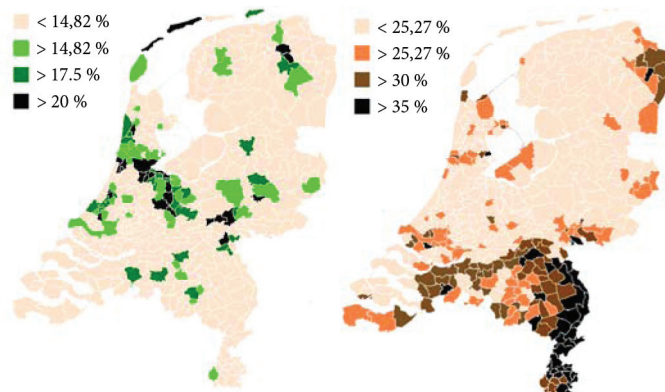 < 14,82 %
> 14,82 %
> 17.5 %
> 20 %
< 25,27 %
> 25,27 %
> 30 %
> 35 %